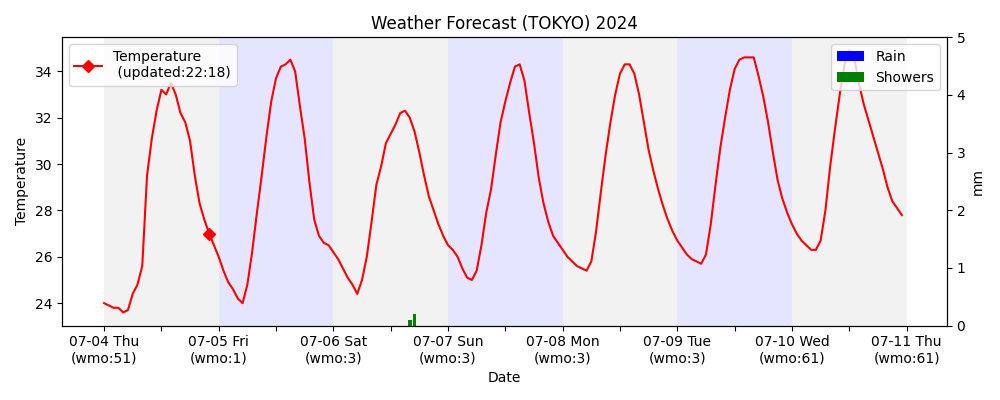 Weather Forecast (TOKYO) 2024
Temperature
(updated:22:18)
Rain
Showers
34
32
30
28
26
24
Temperature
5
4
3
2
1
0
mm
07-04 Thu
(wmo:51)
07-05 Fri
(wmo:1)
07-06 Sat
(wmo:3)
07-07 Sun
(wmo:3)
07-08 Mon
(wmo:3)
07-09 Tue
(wmo:3)
07-10 Wed
(wmo:61)
07-11 Thu
(wmo:61)
Date